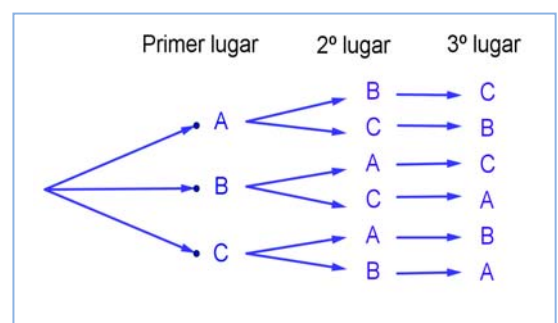 Primer lugar 2º lugar 3º lugar
B C
A
C B
A C
B
C A
A B
C
B A